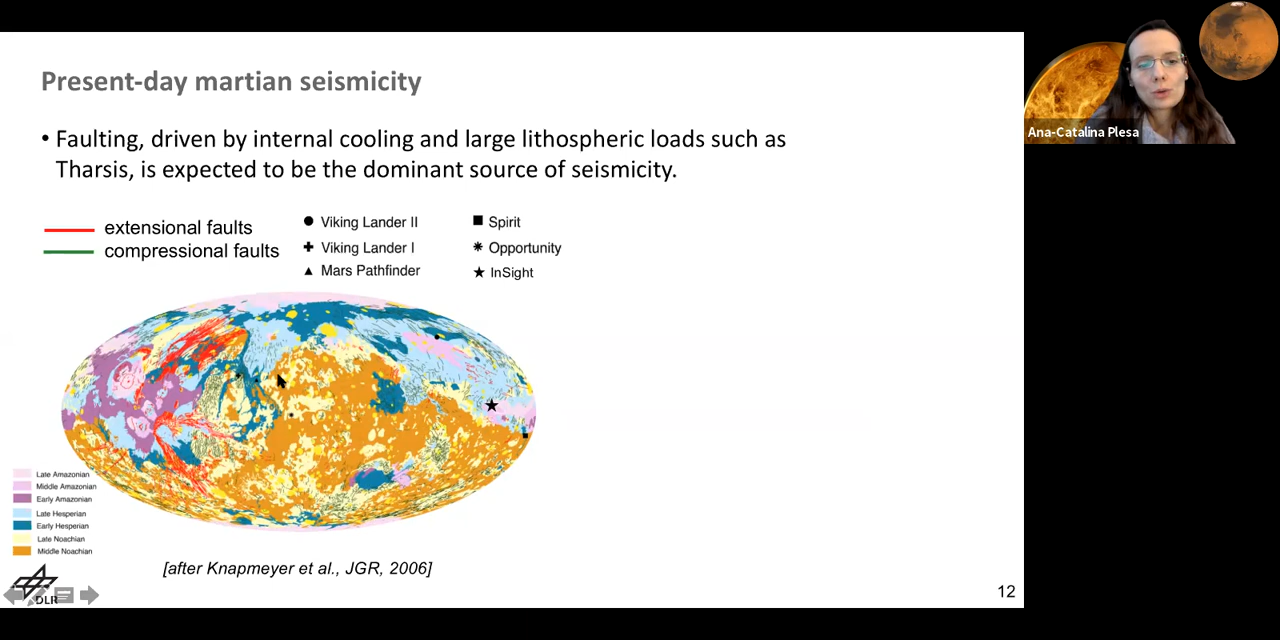 Present-day martian seismicity
• Faulting, driven by internal cooling and large lithospheric loads such as
Tharsis, is expected to be the dominant source of seismicity.
extensional faults
compressional faults
Viking Lander II
Viking Lander I
Mars Pathfinder
Spirit
Opportunity
InSight
Late Amazonian
Middle Amazonian
Early Amazonian
Late Hesperian
Early Hesperian
Late Noachian
Middle Noachian
[after Knapmeyer et al., JGR, 2006]
DLR
12
Ana-Catalina Plesa